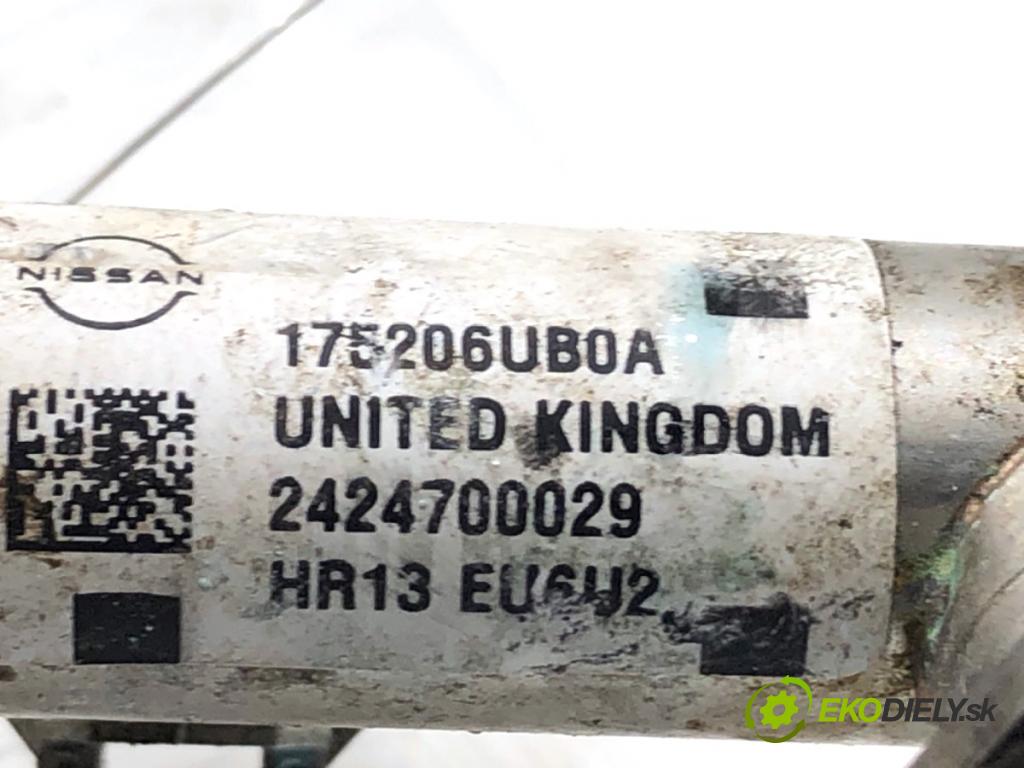 NISSAN
175206UB0A
UNITED KINGDOM
2424700029
HR13 EU6U2
EKODIELY.sk